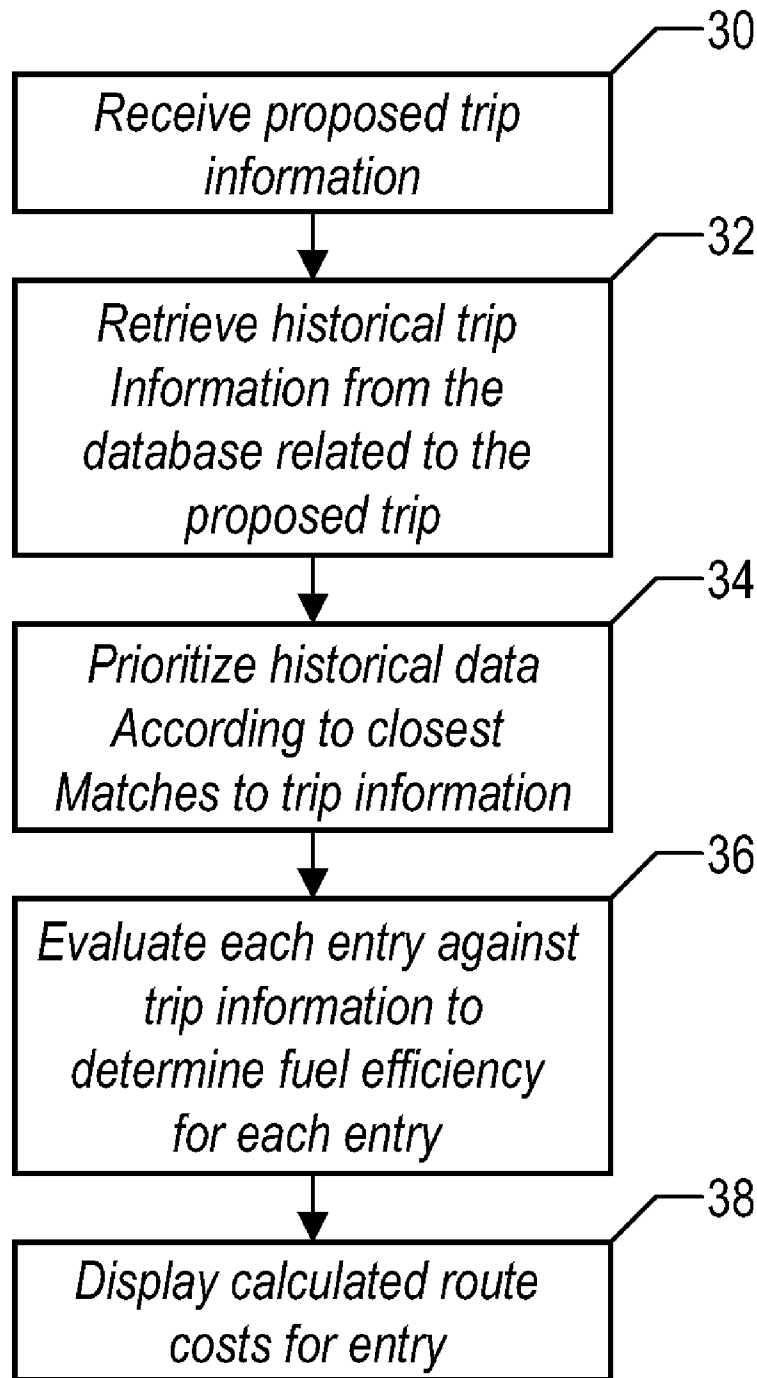 30
Receive proposed trip
information
32
Retrieve historical trip
Information from the
database related to the
proposed trip
34
Prioritize historical data
According to closest
Matches to trip information
36
Evaluate each entry against
trip information to
determine fuel efficiency
for each entry
38
Display calculated route
costs for entry